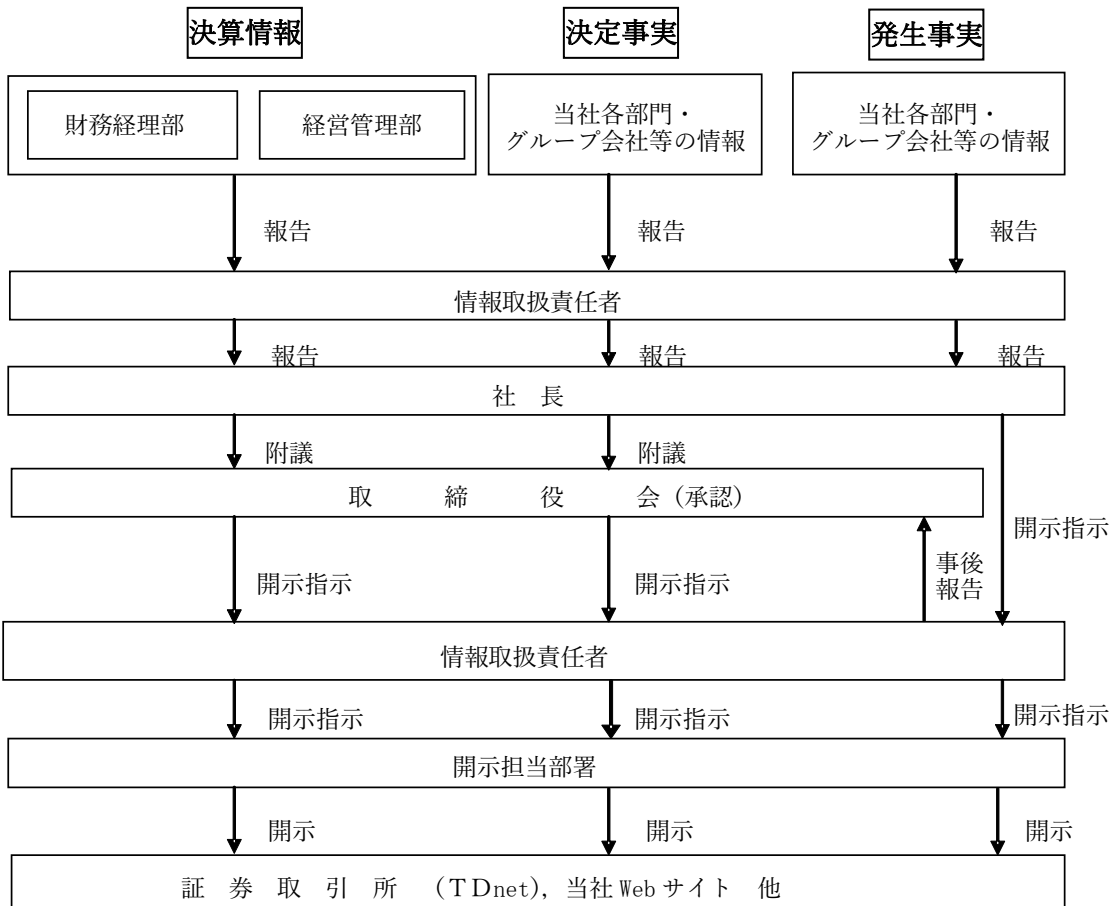 決算情報 決定事実 発生事実
財務経理部 経営管理部
当社各部門・
グループ会社等の情報
当社各部門・
グループ会社等の情報
報告 報告 報告
情報取扱責任者
報告 報告 報告
社 長
附議 附議
取 締 役 会（承認）
開示指示
事後
報告
開示指示 開示指示
情報取扱責任者
開示指示 開示指示 開示指示
開示担当部署
開示 開示 開示
証 券 取 引 所 （TDnet）, 当社 Web サイト 他